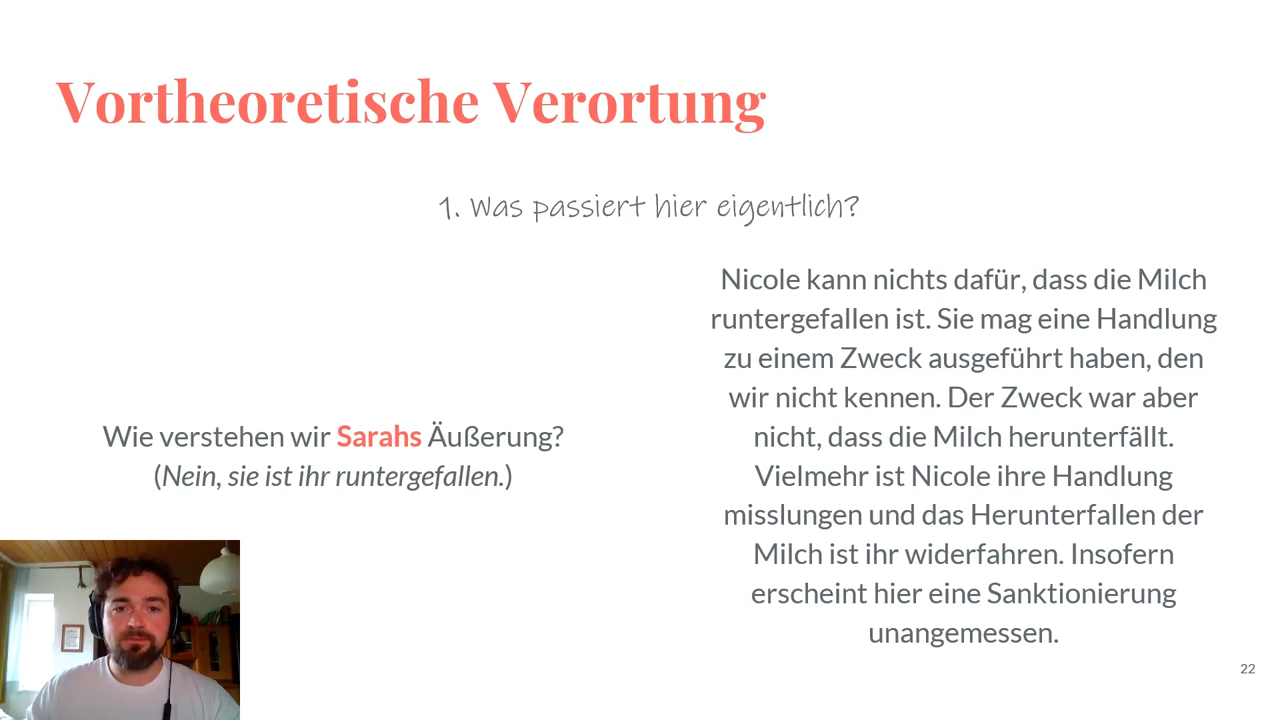 Vortheoretische Verortung
1. Was passiert hier eigentlich?
Wie verstehen wir Sarahs Äußerung?
(Nein, sie ist ihr runtergefallen.)
Nicole kann nichts dafür, dass die Milch
runtergefallen ist. Sie mag eine Handlung
zu einem Zweck ausgeführt haben, den
wir nicht kennen. Der Zweck war aber
nicht, dass die Milch herunterfällt.
Vielmehr ist Nicole ihre Handlung
misslungen und das Herunterfallen der
Milch ist ihr widerfahren. Insofern
erscheint hier eine Sanktionierung
unangemessen.
22